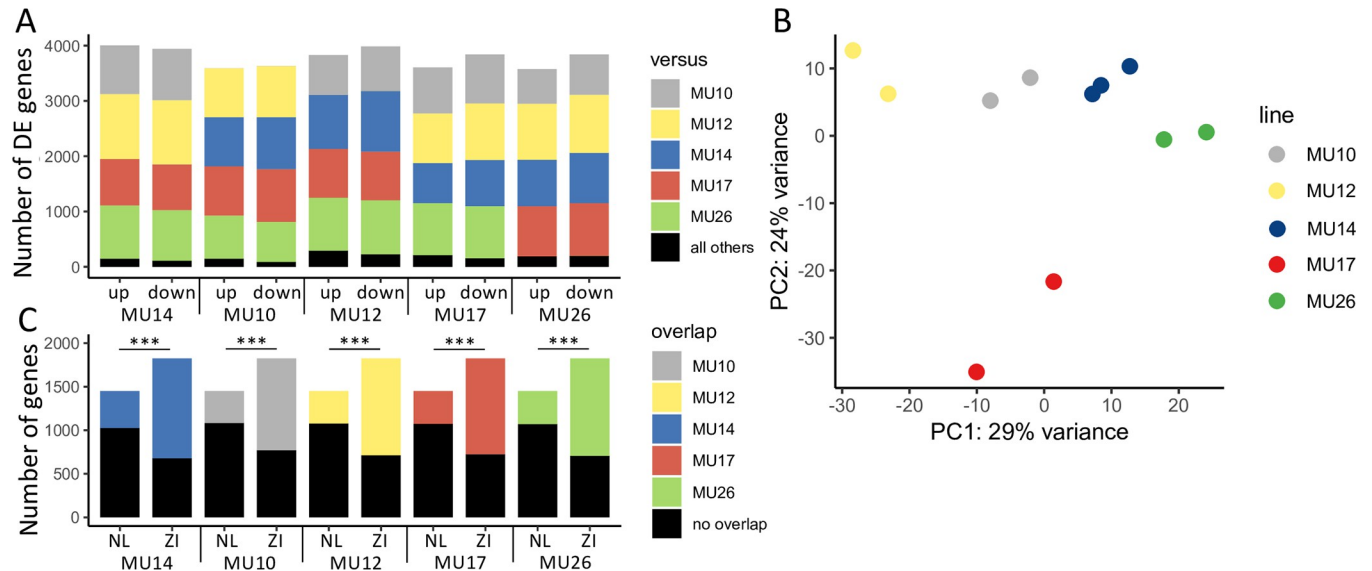 A
Number of DE genes
4000
3000
2000
1000
0
up down up down up down up down up down
MU14 MU10 MU12 MU17 MU26
versus
MU10
MU12
MU14
MU17
MU26
all others
B
PC2: 24% variance
10
0
-10
-20
-30
-30 -20 -10 0 10 20
PC1: 29% variance
line
MU10
MU12
MU14
MU17
MU26
C
Number of genes
2000
1500
1000
500
0
*** *** *** *** ***
NL ZI NL ZI NL ZI NL ZI NL ZI
MU14 MU10 MU12 MU17 MU26
overlap
MU10
MU12
MU14
MU17
MU26
no overlap